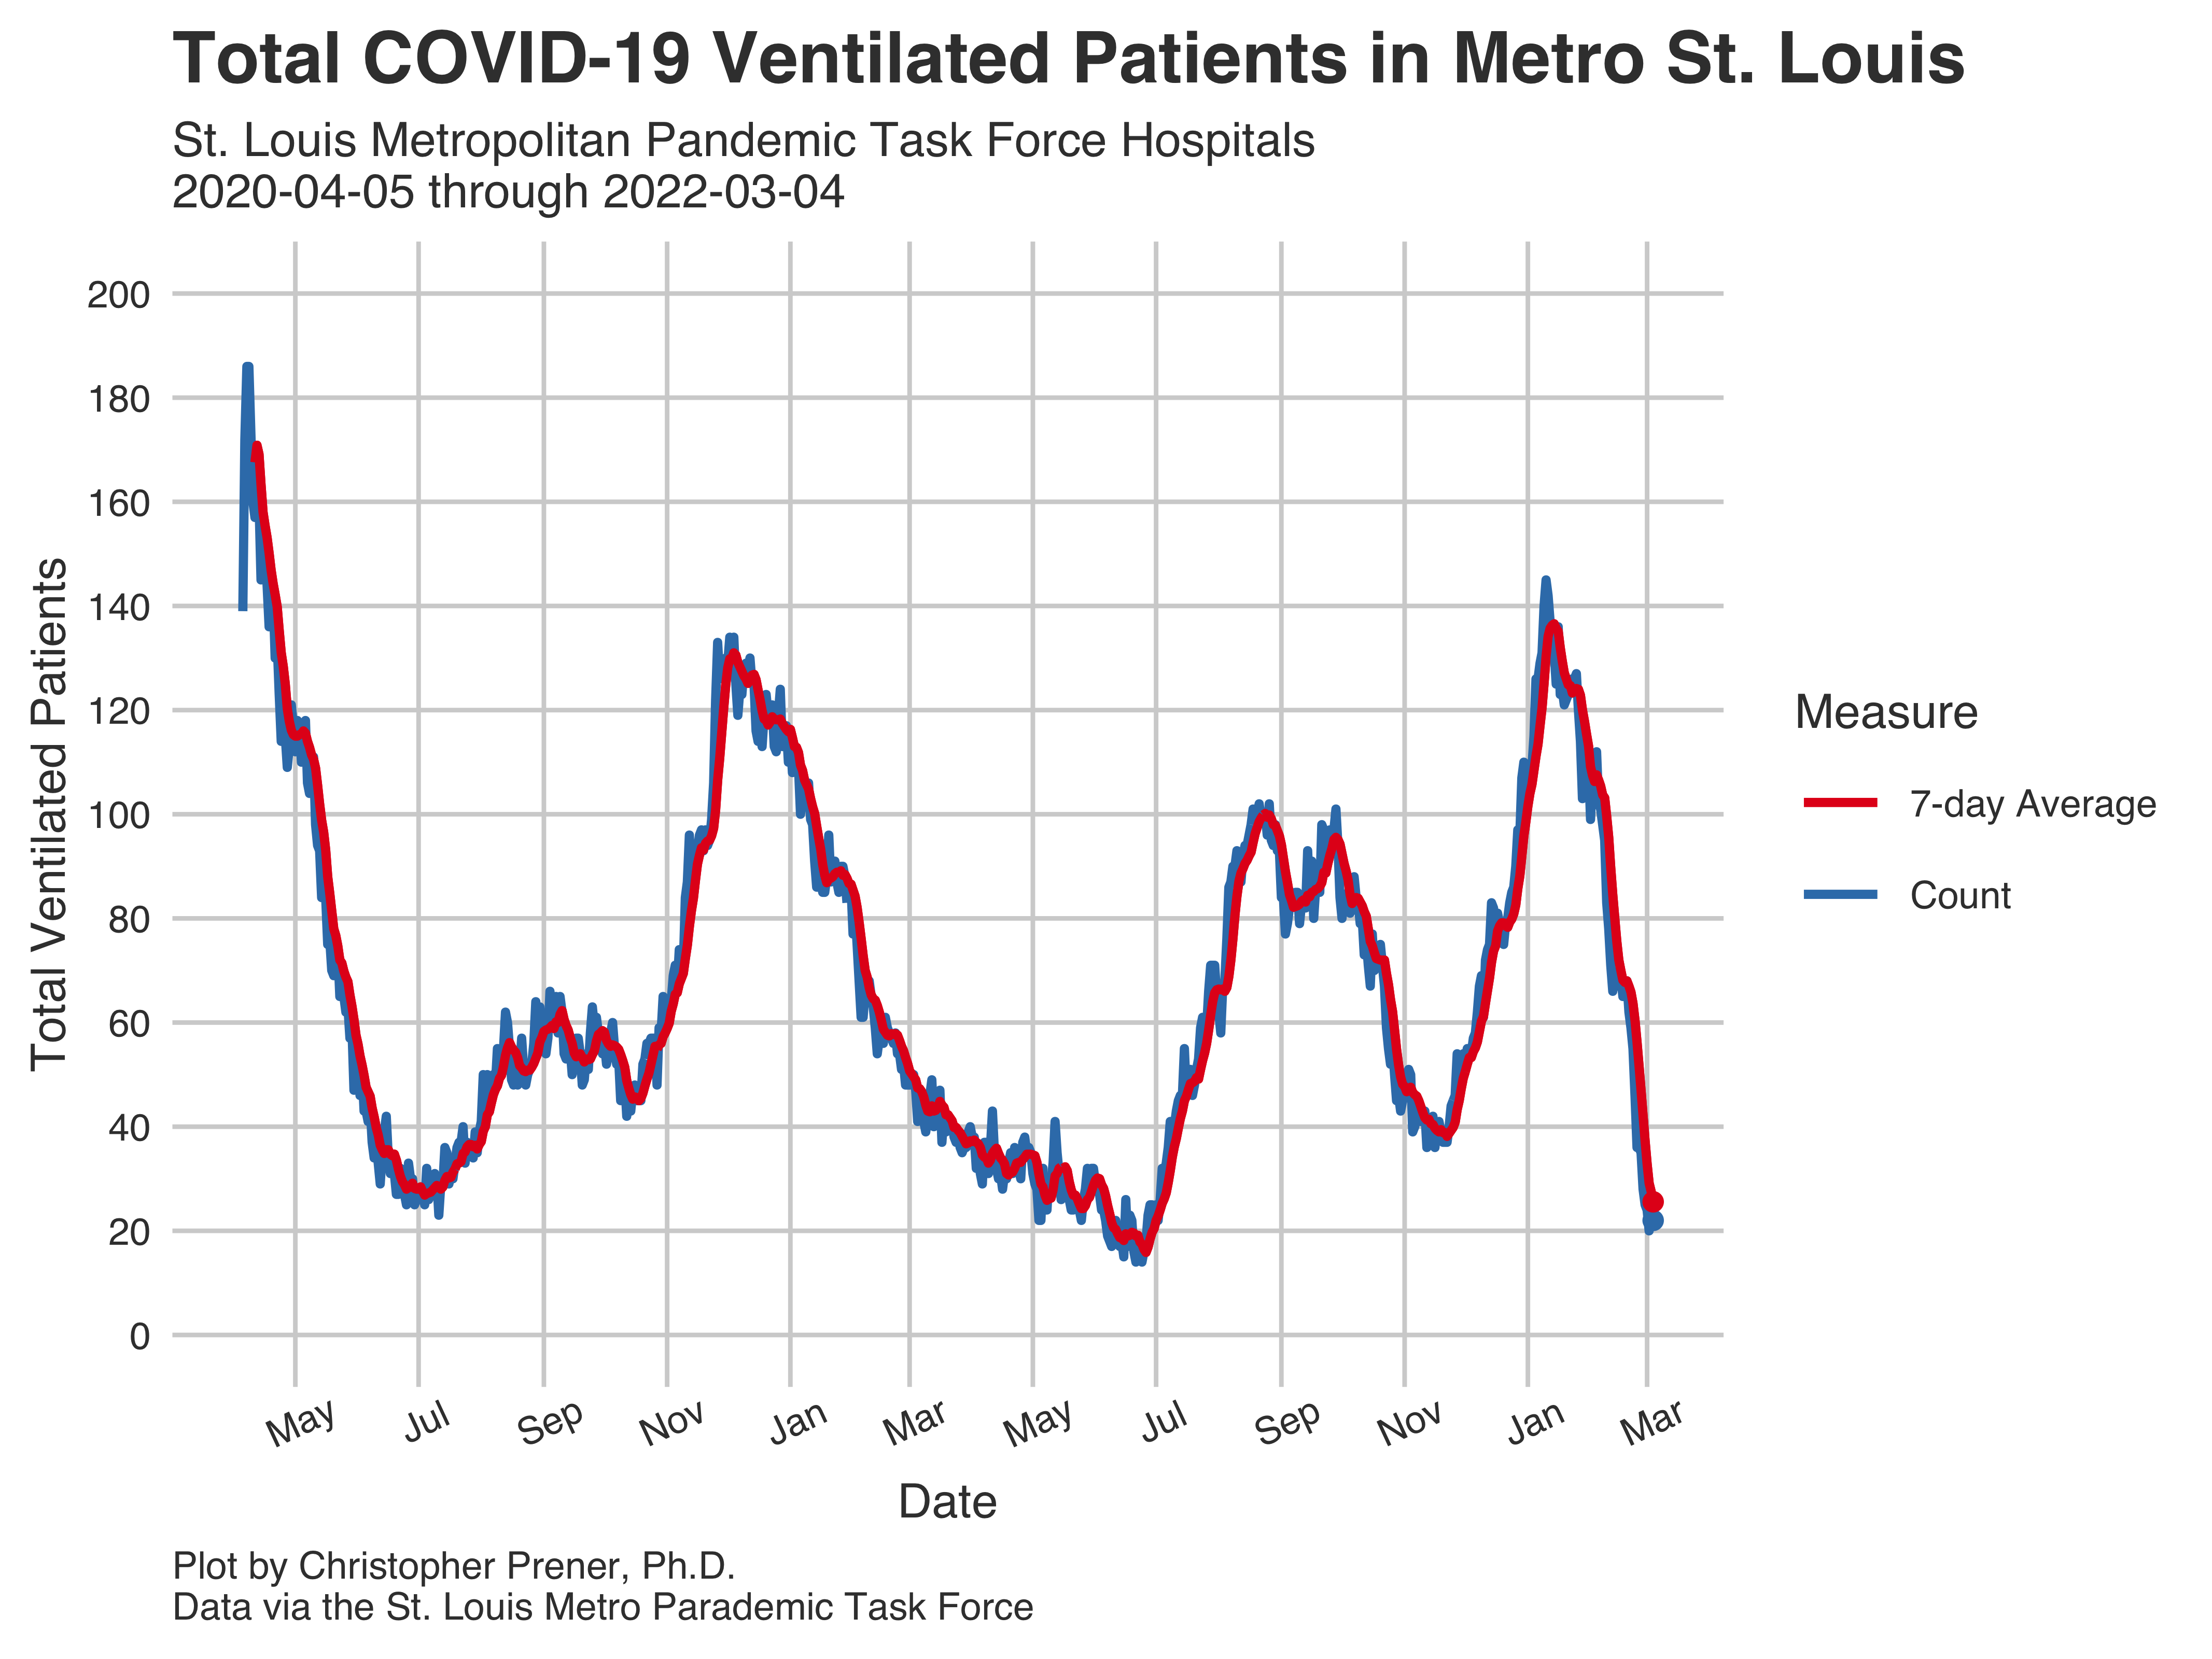 Total COVID-19 Ventilated Patients in Metro St. Louis
St. Louis Metropolitan Pandemic Task Force Hospitals
2020-04-05 through 2022-03-04
Total Ventilated Patients
200
180
160
140
120
100
80
60
40
20
0
May Jul Sep Nov Jan Mar May Jul Sep Nov Jan Mar
Date
Measure
7-day Average
Count
Plot by Christopher Prener, Ph.D.
Data via the St. Louis Metro Parademic Task Force